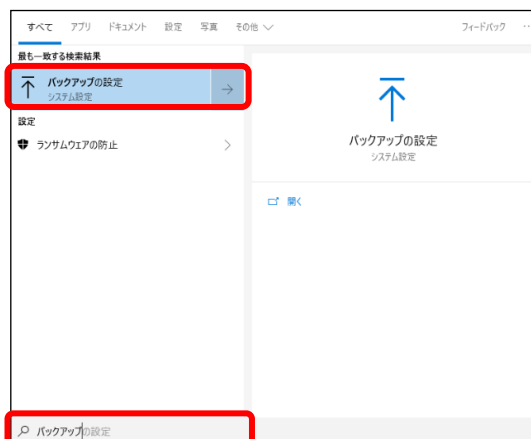 すべて アプリ ドキュメント 設定 写真 その他 フィードバック ...
最も一致する検索結果
バックアップの設定
システム設定
設定
ランサムウェアの防止
バックアップの設定
システム設定
開く
バックアップの設定